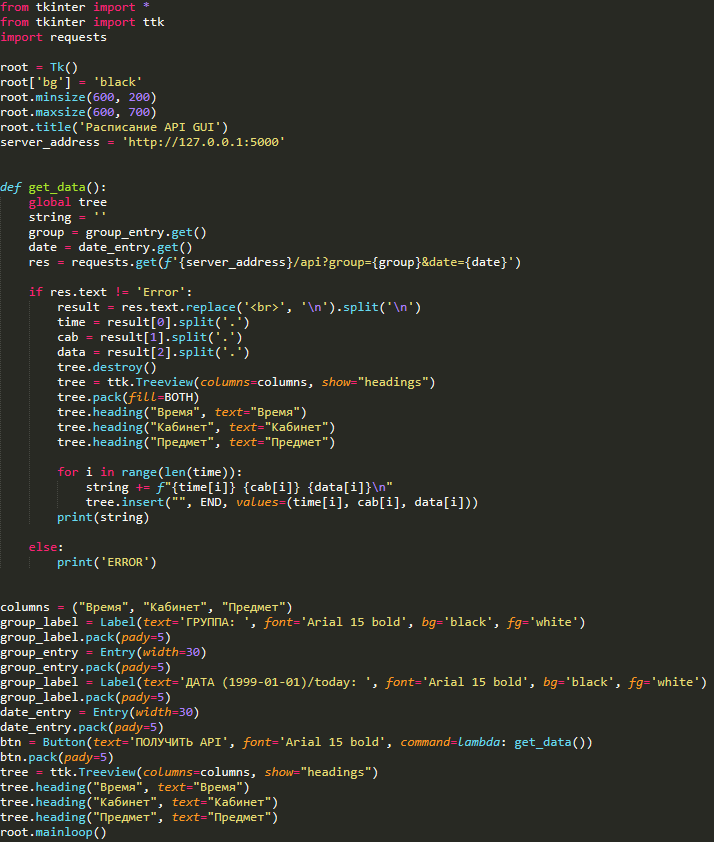 from tkinter import *
from tkinter import ttk
import requests

root = Tk()
root['bg'] = 'black'
root.minsize(600, 200)
root.maxsize(600, 700)
root.title('Расписание API GUI')
server_address = 'http://127.0.0.1:5000'


def get_data():
    global tree
    string = ''
    group = group_entry.get()
    date = date_entry.get()
    res = requests.get(f'{server_address}/api?group={group}&date={date}')

    if res.text != 'Error':
        result = res.text.replace('<br>', '\n').split('\n')
        time = result[0].split('.')
        cab = result[1].split('.')
        data = result[2].split('.')
        tree.destroy()
        tree = ttk.Treeview(columns=columns, show="headings")
        tree.pack(fill=BOTH)
        tree.heading("Время", text="Время")
        tree.heading("Кабинет", text="Кабинет")
        tree.heading("Предмет", text="Предмет")

        for i in range(len(time)):
            string += f"{time[i]} {cab[i]} {data[i]}\n"
            tree.insert("", END, values=(time[i], cab[i], data[i]))
        print(string)

    else:
        print('ERROR')


columns = ("Время", "Кабинет", "Предмет")
group_label = Label(text='ГРУППА: ', font='Arial 15 bold', bg='black', fg='white')
group_label.pack(pady=5)
group_entry = Entry(width=30)
group_entry.pack(pady=5)
group_label = Label(text='ДАТА (1999-01-01)/today: ', font='Arial 15 bold', bg='black', fg='white')
group_label.pack(pady=5)
date_entry = Entry(width=30)
date_entry.pack(pady=5)
btn = Button(text='ПОЛУЧИТЬ API', font='Arial 15 bold', command=lambda: get_data())
btn.pack(pady=5)
tree = ttk.Treeview(columns=columns, show="headings")
tree.heading("Время", text="Время")
tree.heading("Кабинет", text="Кабинет")
tree.heading("Предмет", text="Предмет")
root.mainloop()